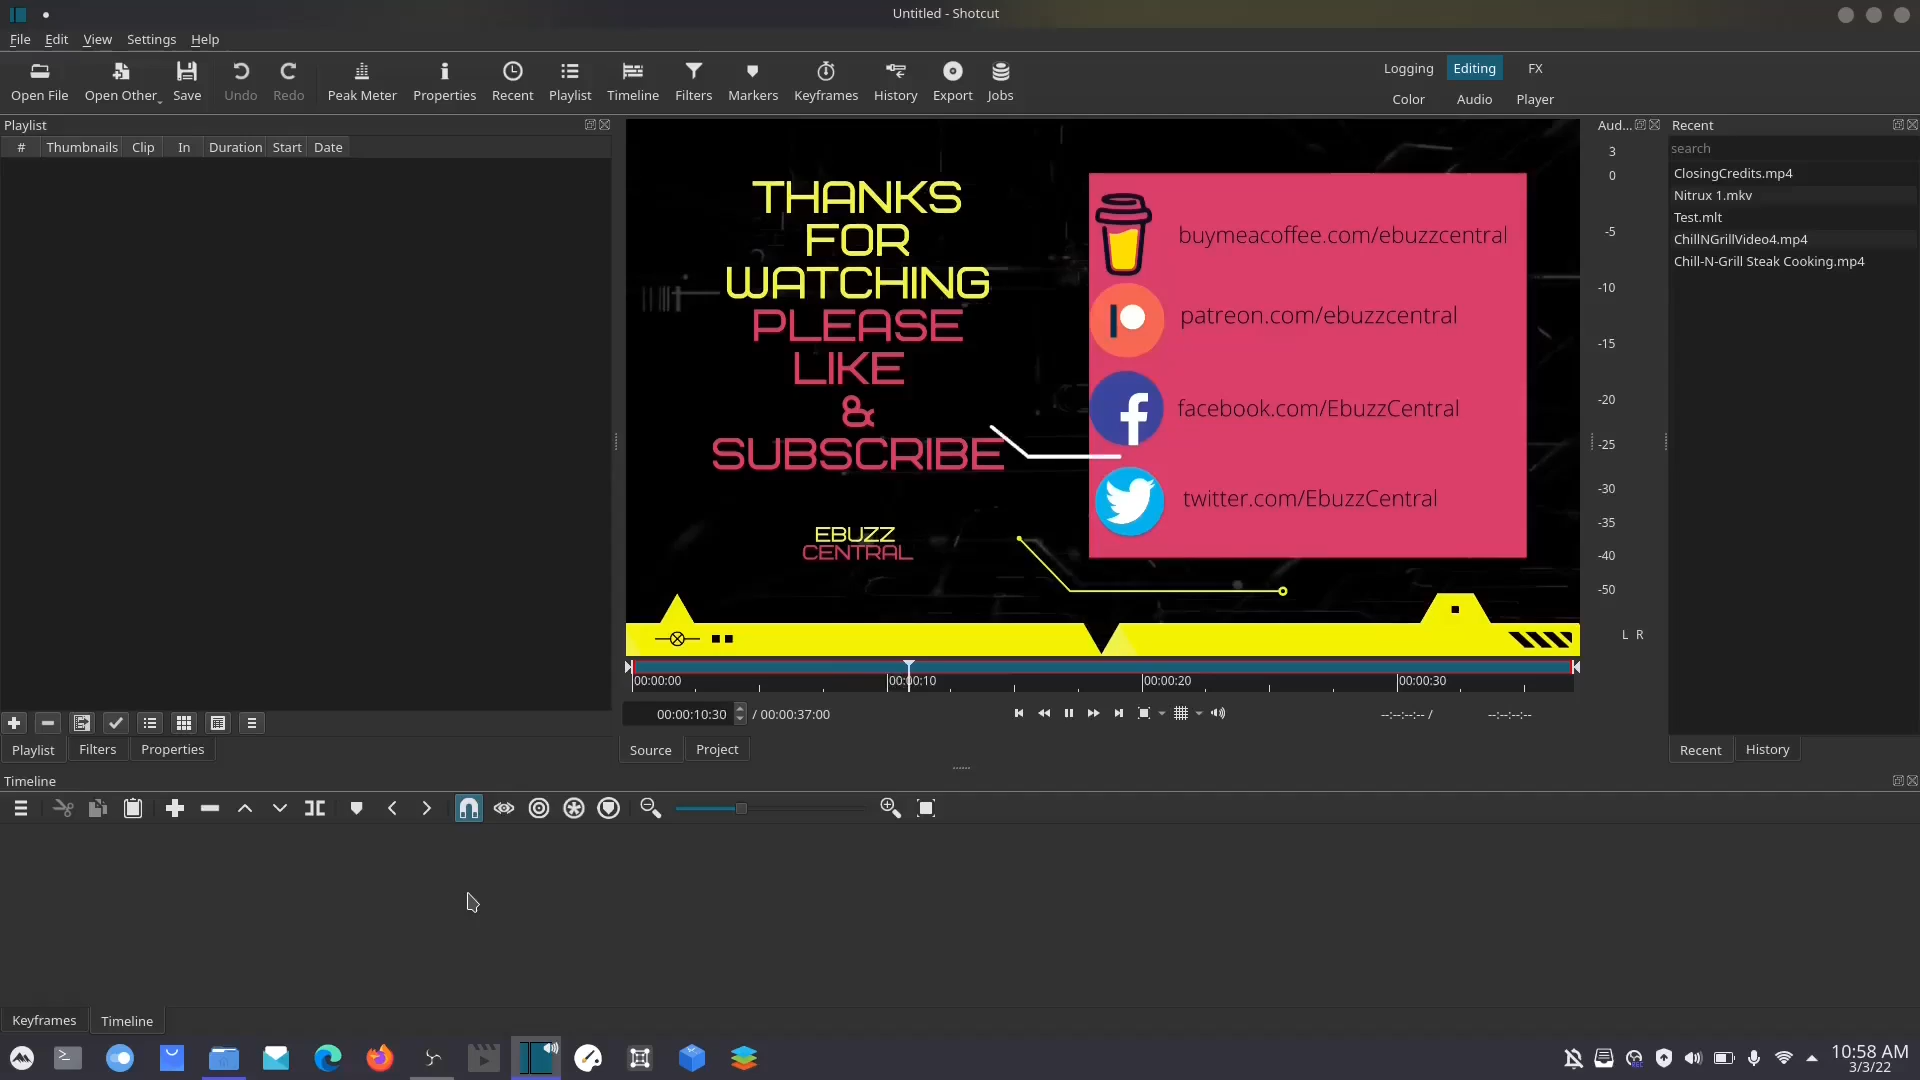 Untitled - Shotcut
File Edit View Settings Help
Open File Open Other Save Undo Redo Peak Meter Properties Recent Playlist Timeline Filters Markers Keyframes History Export Jobs
Logging Editing FX
Color Audio Player
Playlist
# Thumbnails Clip In Duration Start Date
THANKS
FOR
WATCHING
PLEASE
LIKE
&
SUBSCRIBE
EBUZZ
CENTRAL
buymeacoffee.com/ebuzzcentral
patreon.com/ebuzzcentral
facebook.com/EbuzzCentral
twitter.com/EbuzzCentral
00:00:00 00:00:10 00:00:20 00:00:30
00:00:10:30 / 00:00:37:00
--:--:--:-- / --:--:--:--
Aud...
3
0
-5
-10
-15
-20
-25
-30
-35
-40
-50
L R
Recent
search
ClosingCredits.mp4
Nitrux 1.mkv
Test.mlt
ChillNGrillVideo4.mp4
Chill-N-Grill Steak Cooking.mp4
Playlist Filters Properties
Source Project
Recent History
Timeline
Keyframes Timeline
10:58 AM
3/3/22